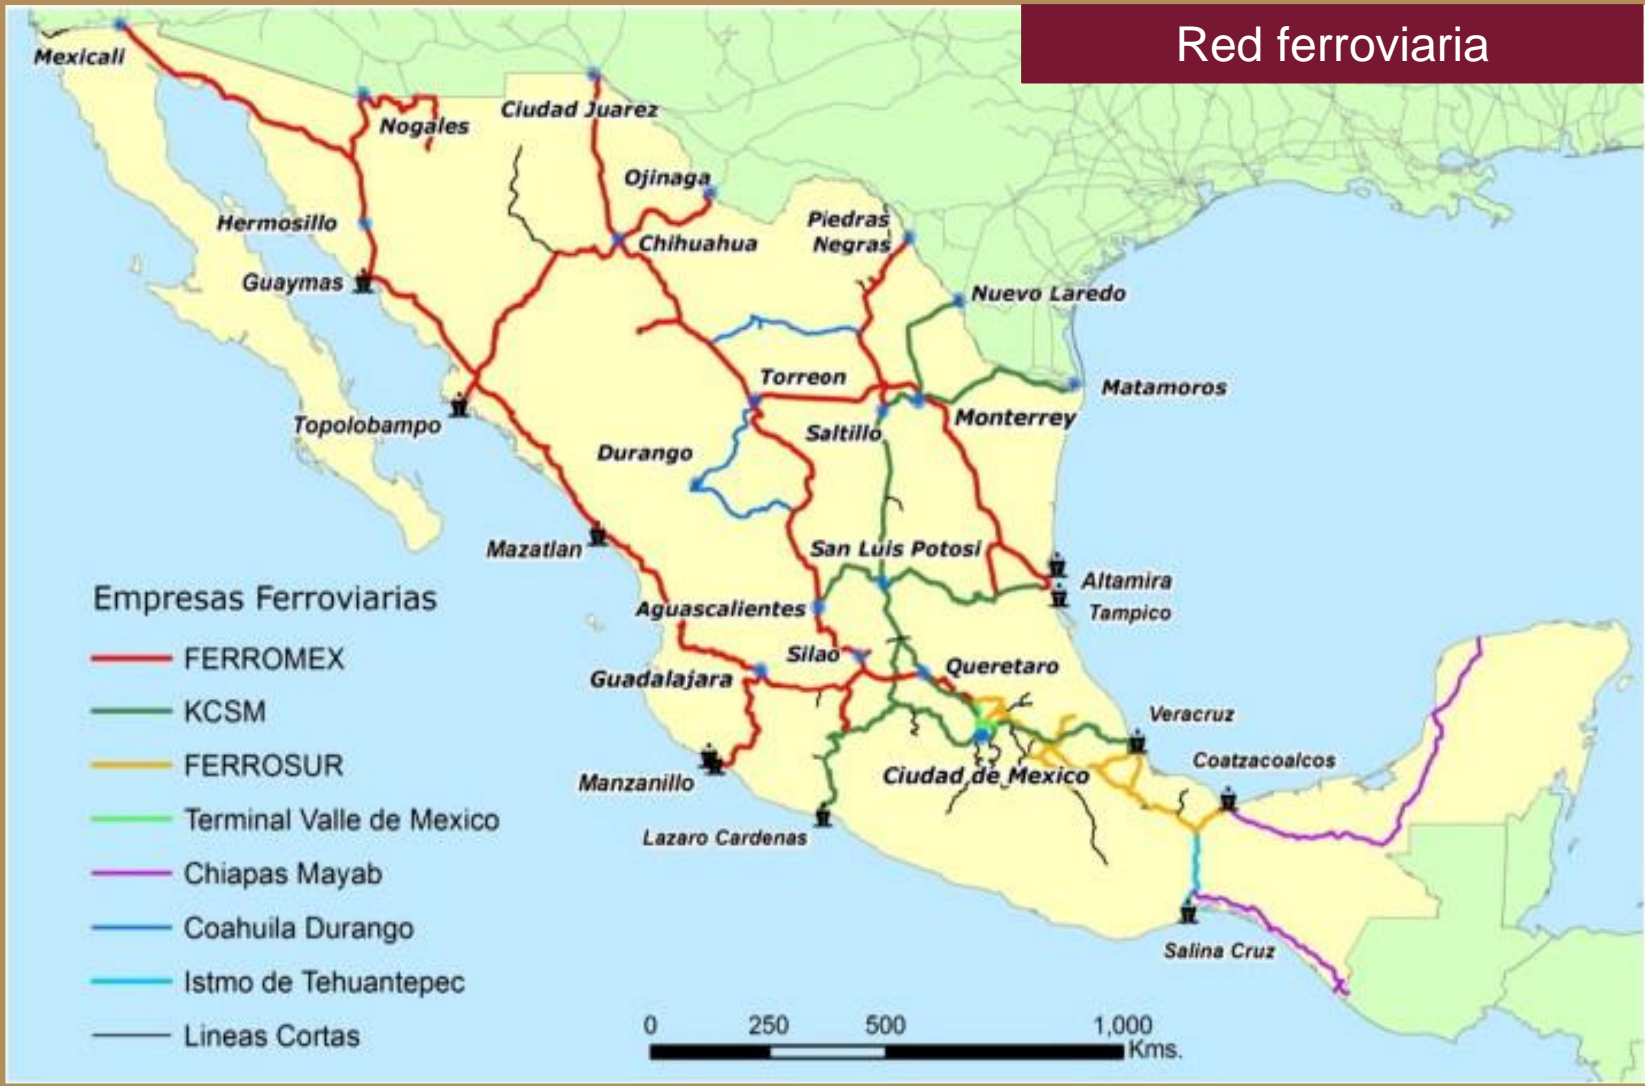 Red ferroviaria
Mexicali
Nogales
Ciudad Juarez
Ojinaga
Hermosillo
Chihuahua
Piedras
Negras
Guaymas
Nuevo Laredo
Torreon
Matamoros
Topolobampo
Monterrey
Saltillo
Durango
Mazatlan
San Luis Potosi
Altamira
Tampico
Aguascalientes
Silao
Queretaro
Guadalajara
Veracruz
Coatzacoalcos
Manzanillo
Ciudad de Mexico
Lazaro Cardenas
Salina Cruz
Empresas Ferroviarias
FERROMEX
KCSM
FERROSUR
Terminal Valle de Mexico
Chiapas Mayab
Coahuila Durango
Istmo de Tehuantepec
Lineas Cortas
0 250 500 1,000
Kms.